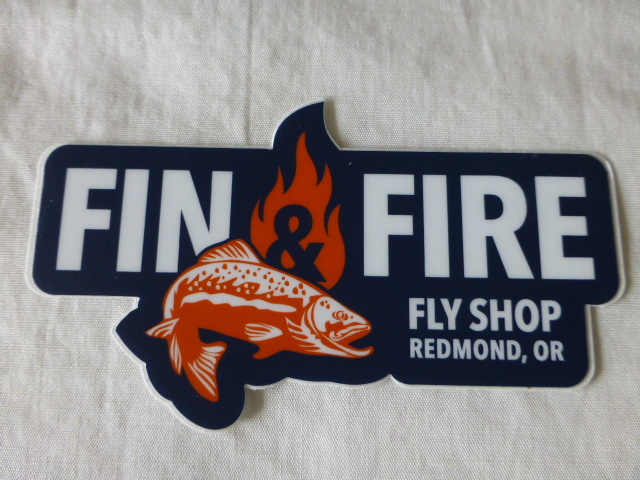 FIN & FIRE
FLY SHOP
REDMOND, OR